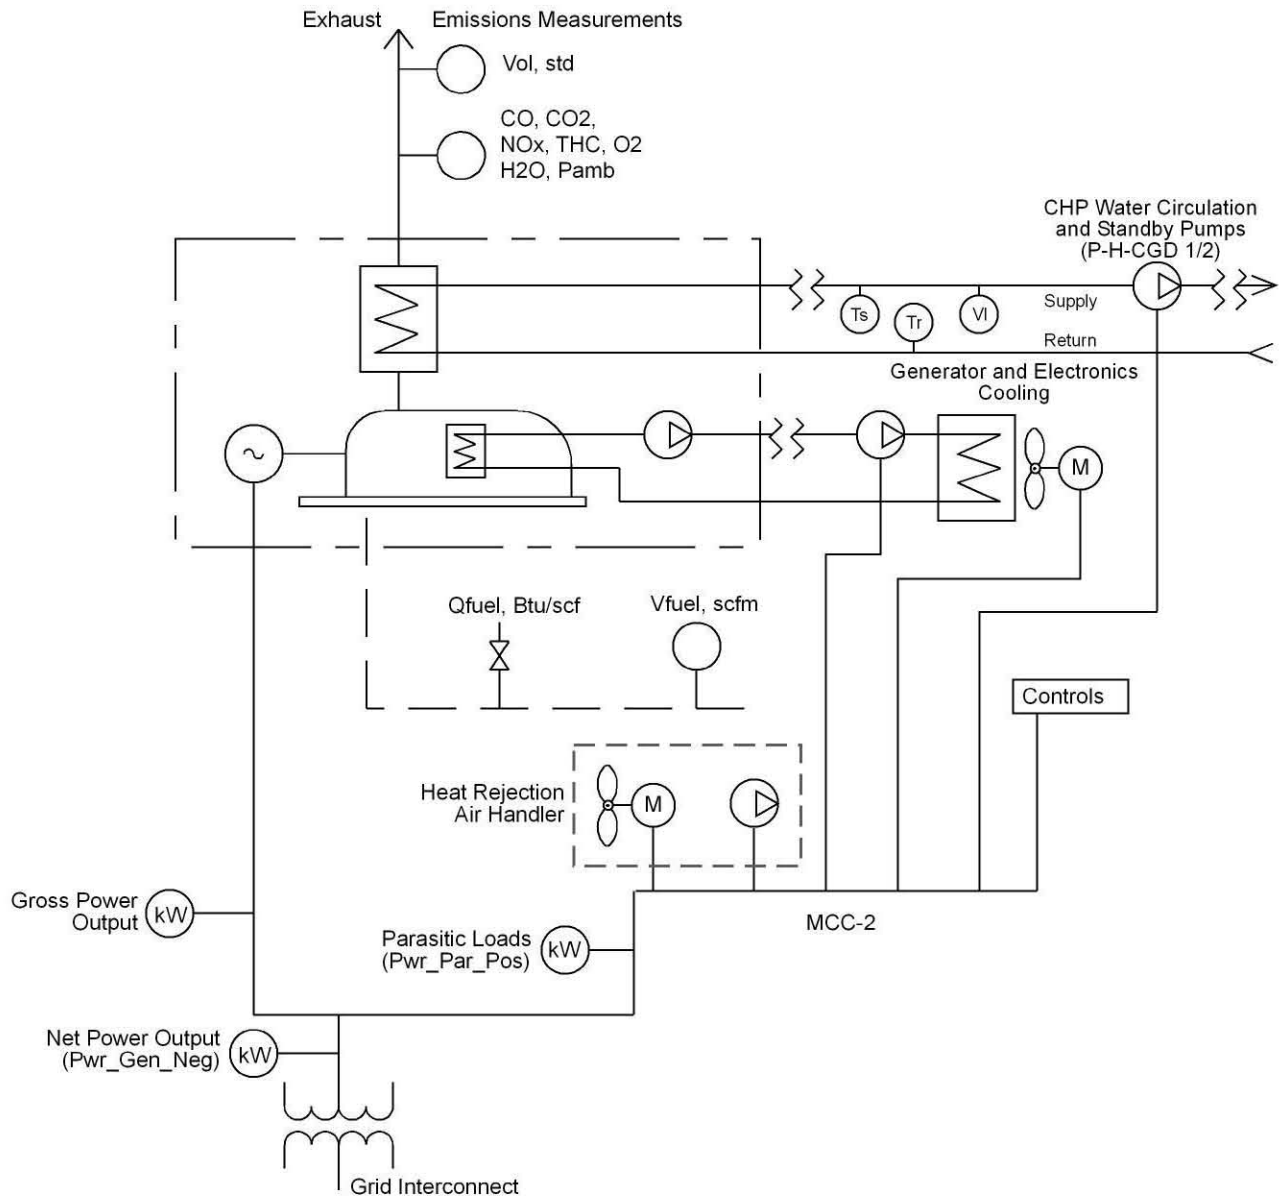 Exhaust
Emissions Measurements
Vol, std
CO, CO2,
NOx, THC, O2
H2O, Pamb
CHP Water Circulation
and Standby Pumps
(P-H-CGD 1/2)
Ts
Tr
Vl
Supply
Return
Generator and Electronics
Cooling
~
M
Qfuel, Btu/scf
Vfuel, scfm
Controls
Heat Rejection
Air Handler
M
Gross Power
Output
kW
MCC-2
Parasitic Loads
(Pwr_Par_Pos)
kW
Net Power Output
(Pwr_Gen_Neg)
kW
Grid Interconnect